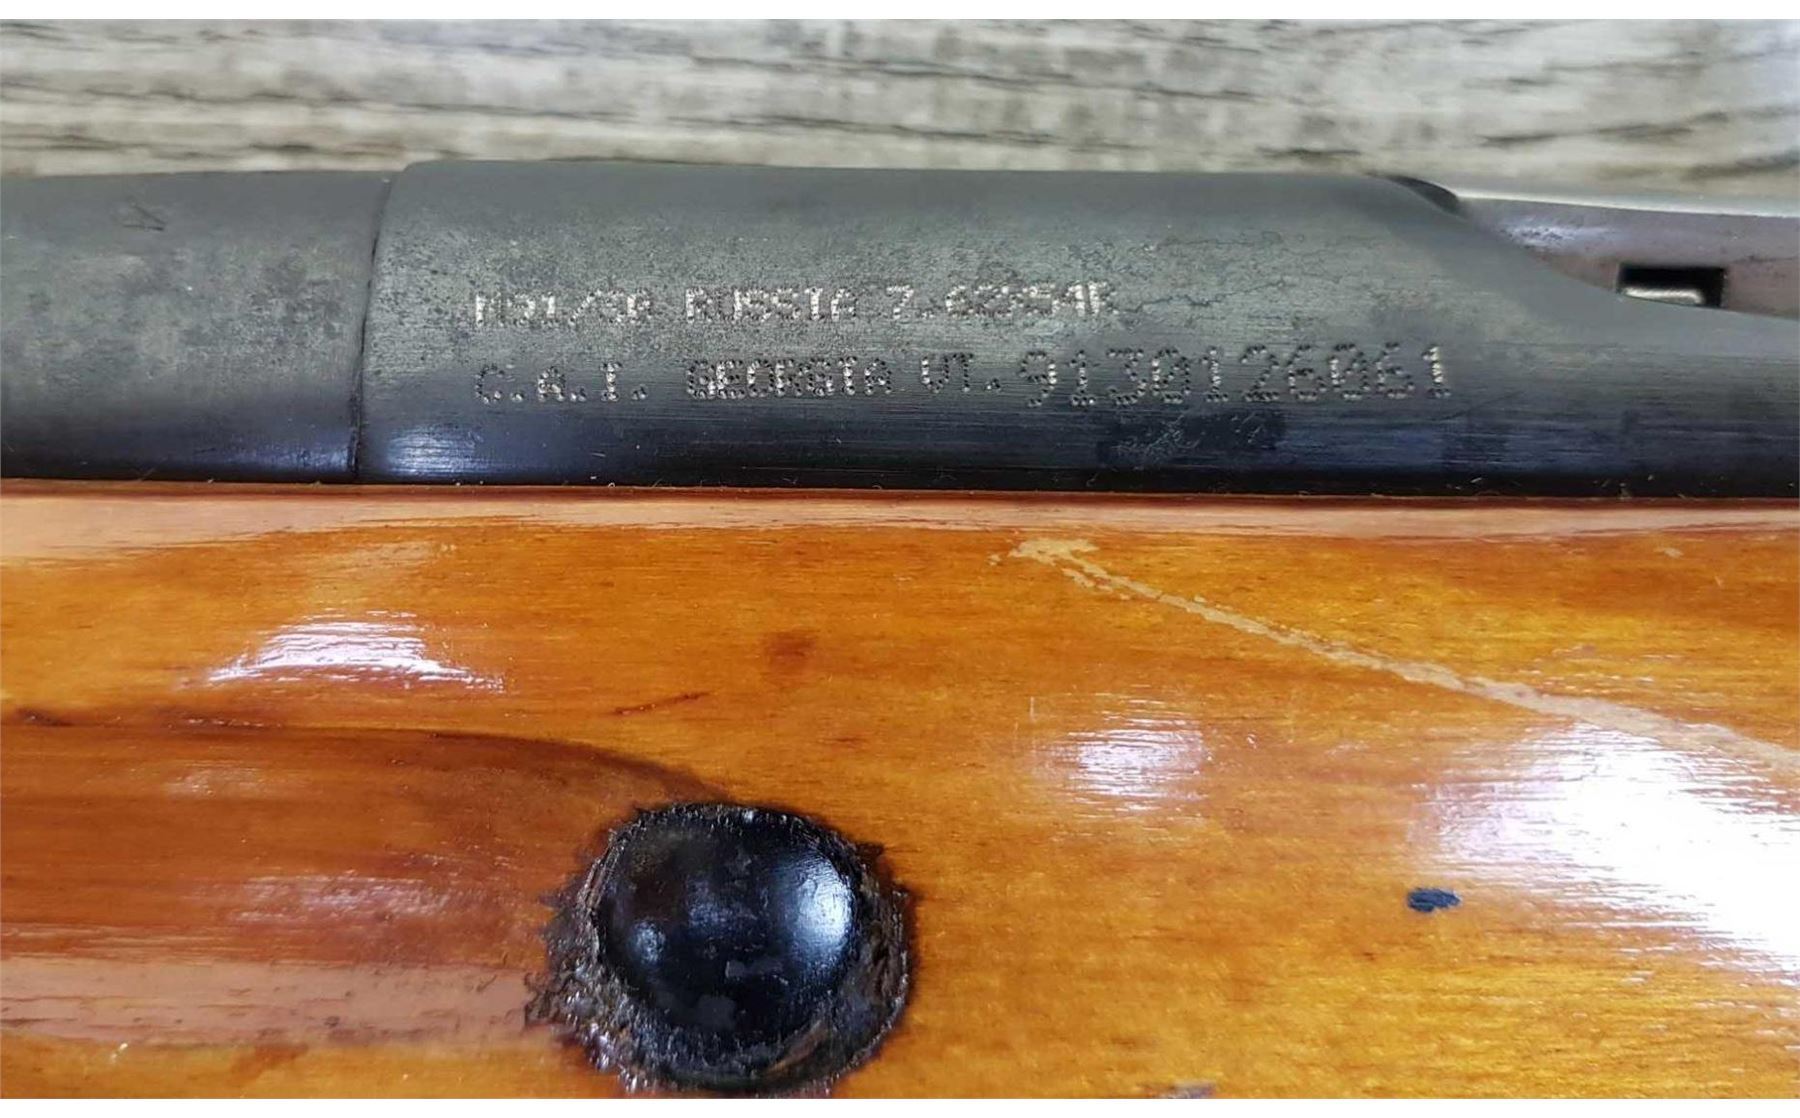 M91/30 RUSSIA 7.62X54R
C.A.I. GEORGIA VT. 9130126061